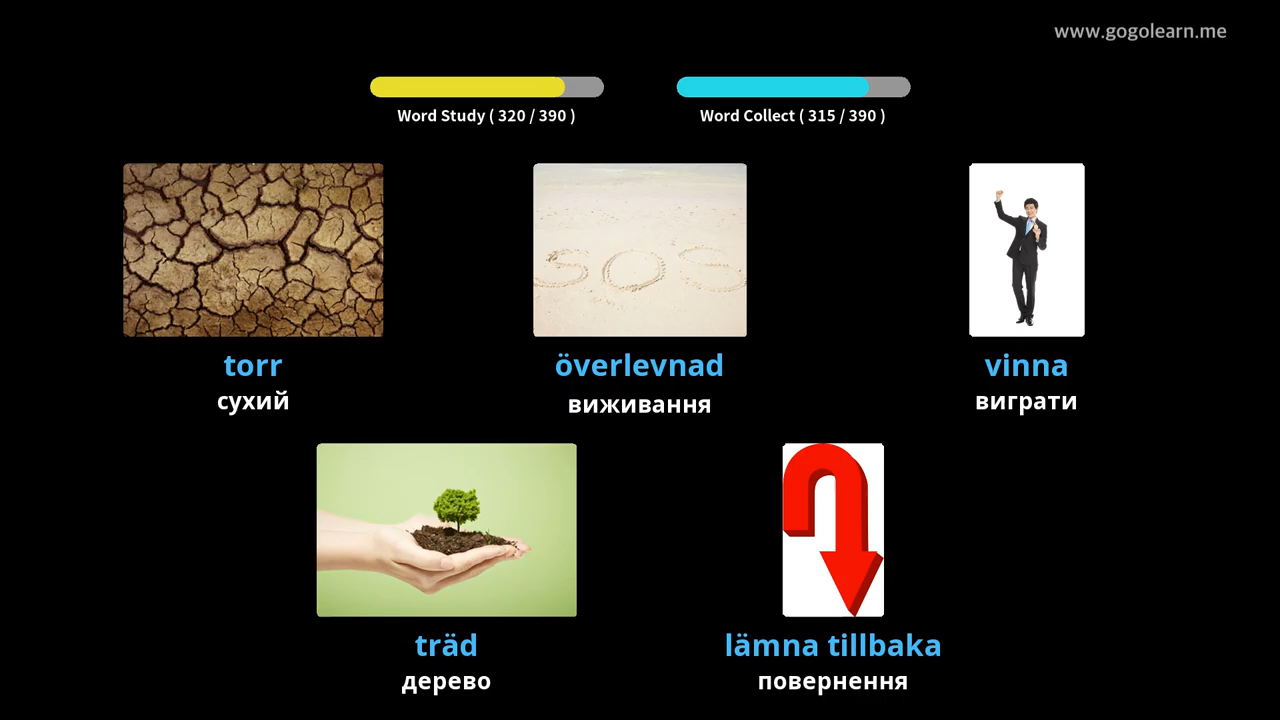 www.gogolearn.me
Word Study ( 320 / 390 )
Word Collect ( 315 / 390 )
SOS
torr
сухий
överlevnad
виживання
vinna
виграти
träd
дерево
lämna tillbaka
повернення